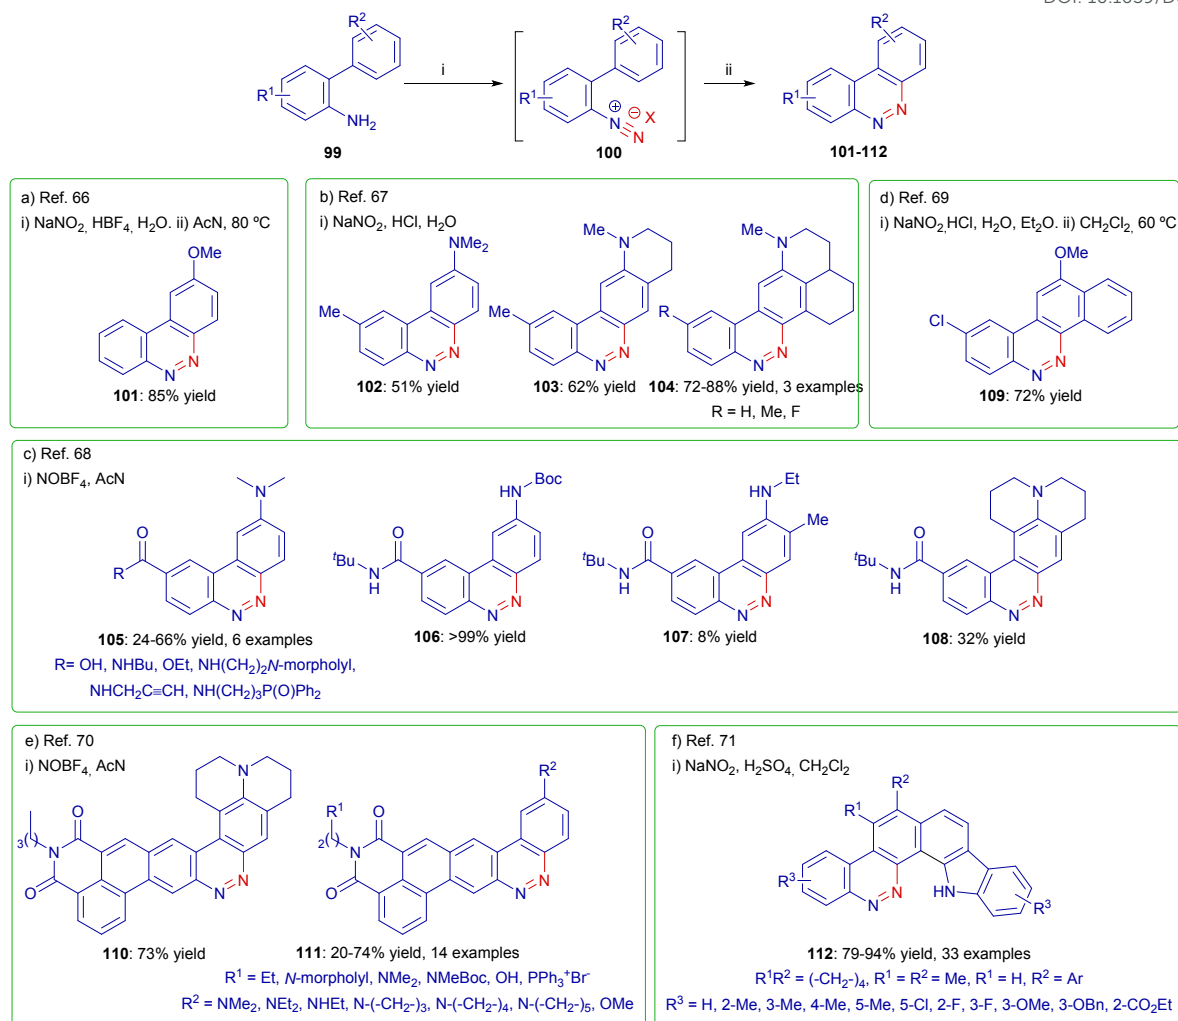 DOI: 10.1039/D
R²
R¹
NH₂
99
i
R²
R¹
N⊕
⊖X
N
100
ii
R²
R¹
N
N
101-112
a) Ref. 66
i) NaNO₂, HBF₄, H₂O. ii) AcN, 80 ºC
OMe
N
N
101: 85% yield
b) Ref. 67
i) NaNO₂, HCl, H₂O
NMe₂
Me
N
N
102: 51% yield
Me
N
Me
N
N
103: 62% yield
Me
N
R
N
N
104: 72-88% yield, 3 examples
R = H, Me, F
d) Ref. 69
i) NaNO₂,HCl, H₂O, Et₂O. ii) CH₂Cl₂, 60 ºC
OMe
Cl
N
N
109: 72% yield
c) Ref. 68
i) NOBF₄, AcN
N
O
R
N
N
105: 24-66% yield, 6 examples
R= OH, NHBu, OEt, NH(CH₂)₂N-morpholyl,
NHCH₂C≡CH, NH(CH₂)₃P(O)Ph₂
HN
Boc
O
ᵗBu
N
H
N
N
106: >99% yield
HN
Et
Me
O
ᵗBu
N
H
N
N
107: 8% yield
N
O
ᵗBu
N
H
N
N
108: 32% yield
e) Ref. 70
i) NOBF₄, AcN
N
O
( )₃
N
O
N
N
110: 73% yield
R²
R¹
O
( )₂
N
O
N
N
111: 20-74% yield, 14 examples
R¹ = Et, N-morpholyl, NMe₂, NMeBoc, OH, PPh₃⁺Br⁻
R² = NMe₂, NEt₂, NHEt, N-(-CH₂-)₃, N-(-CH₂-)₄, N-(-CH₂-)₅, OMe
f) Ref. 71
i) NaNO₂, H₂SO₄, CH₂Cl₂
R²
R¹
R³
N
N
HN
R³
112: 79-94% yield, 33 examples
R¹R² = (-CH₂-)₄, R¹ = R² = Me, R¹ = H, R² = Ar
R³ = H, 2-Me, 3-Me, 4-Me, 5-Me, 5-Cl, 2-F, 3-F, 3-OMe, 3-OBn, 2-CO₂Et